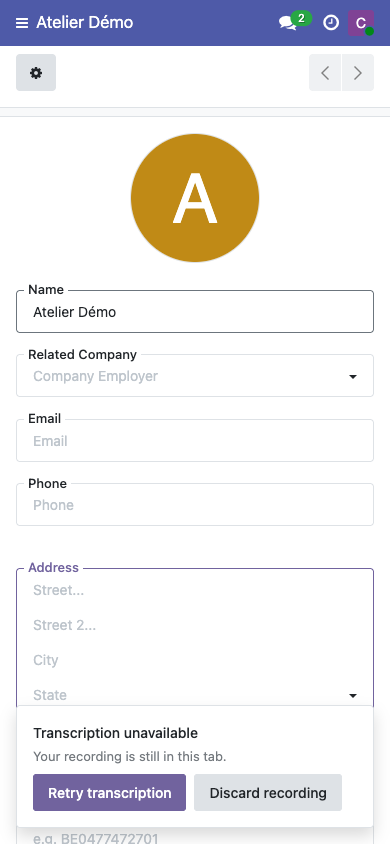 Atelier Démo
2
C
A
Name
Atelier Démo
Related Company
Company Employer
Email
Email
Phone
Phone
Address
Street...
Street 2...
City
State
Transcription unavailable
Your recording is still in this tab.
Retry transcription
Discard recording
e.g. BE0477472701